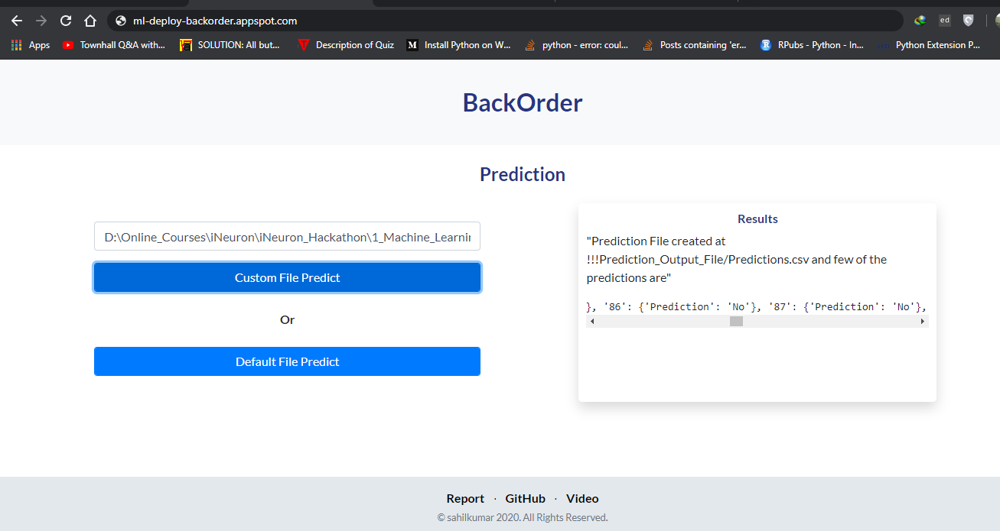 ml-deploy-backorder.appspot.com
ed
Apps
Townhall Q&A with...
SOLUTION: All but...
Description of Quiz
M
Install Python on W...
python - error: coul...
Posts containing 'er...
R
RPubs - Python - In...
Python Extension P...
BackOrder
Prediction
D:\Online_Courses\iNeuron\iNeuron_Hackathon\1_Machine_Learnin
Custom File Predict
Or
Default File Predict
Results
"Prediction File created at
!!!Prediction_Output_File/Predictions.csv and few of the
predictions are"
}, '86': {'Prediction': 'No'}, '87': {'Prediction': 'No'},
Report · GitHub · Video
© sahilkumar 2020. All Rights Reserved.